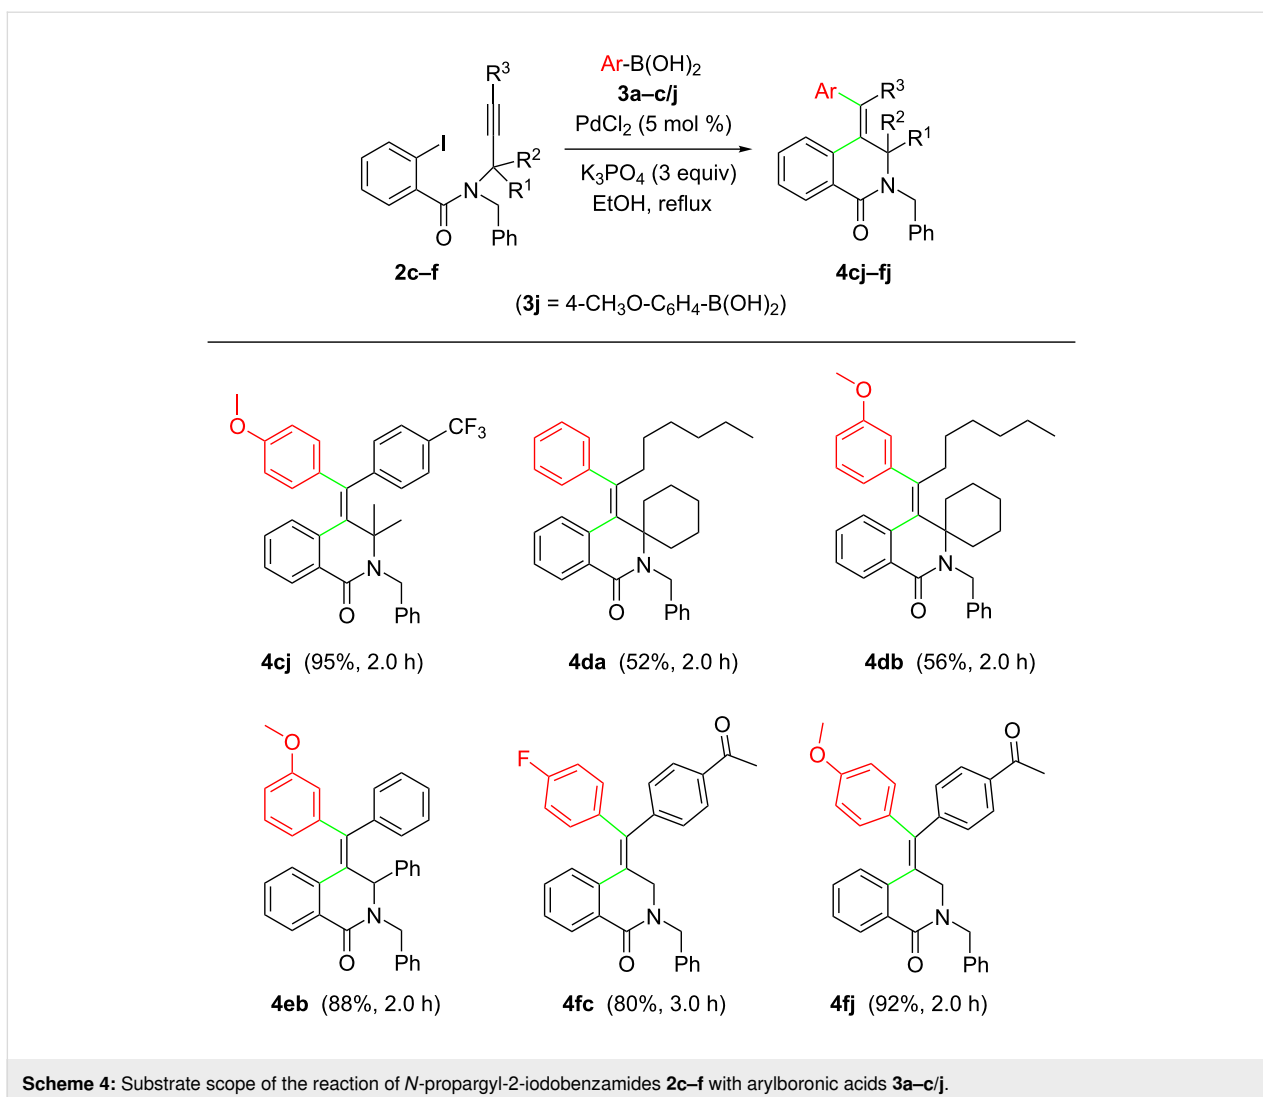 Ar-B(OH)2
3a–c/j
PdCl2 (5 mol %)
K3PO4 (3 equiv)
EtOH, reflux
R3
I
R2
R1
N
O
Ph
2c–f
Ar
R3
R2
R1
N
O
Ph
4cj–fj
(3j = 4-CH3O-C6H4-B(OH)2)
O
CF3
N
O
Ph
4cj (95%, 2.0 h)
N
O
Ph
4da (52%, 2.0 h)
O
N
O
Ph
4db (56%, 2.0 h)
O
Ph
N
O
Ph
4eb (88%, 2.0 h)
F
O
N
O
Ph
4fc (80%, 3.0 h)
O
O
N
O
Ph
4fj (92%, 2.0 h)
Scheme 4: Substrate scope of the reaction of N-propargyl-2-iodobenzamides 2c–f with arylboronic acids 3a–c/j.